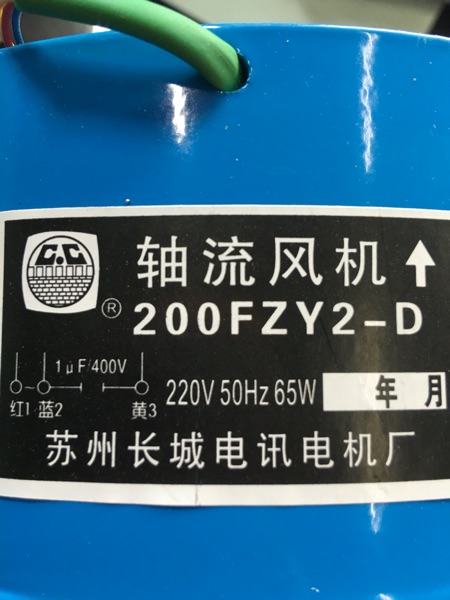 轴流风机↑
®200FZY2-D
1μF/400V
红1 蓝2 黄3
220V 50Hz 65W 年 月
苏州长城电讯电机厂